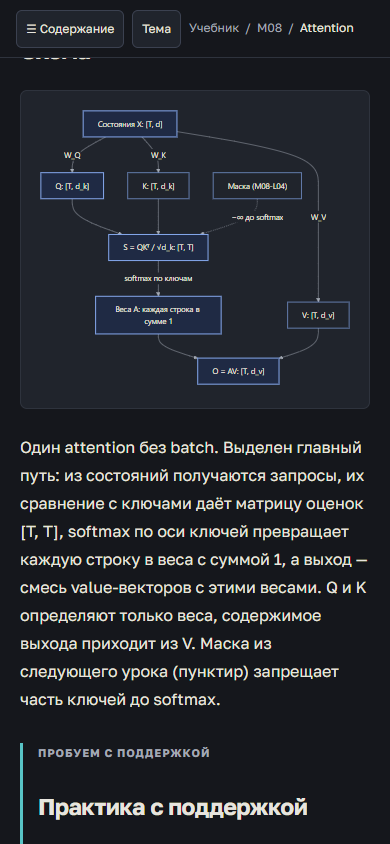 ☰ Содержание
Тема
Учебник / M08 / Attention
Состояния X: [T, d]
W_Q
W_K
Q: [T, d_k]
K: [T, d_k]
Маска (M08-L04)
−∞ до softmax
W_V
S = QKᵀ / √d_k: [T, T]
softmax по ключам
Веса A: каждая строка в
сумме 1
V: [T, d_v]
O = AV: [T, d_v]
Один attention без batch. Выделен главный
путь: из состояний получаются запросы, их
сравнение с ключами даёт матрицу оценок
[T, T], softmax по оси ключей превращает
каждую строку в веса с суммой 1, а выход —
смесь value-векторов с этими весами. Q и K
определяют только веса, содержимое
выхода приходит из V. Маска из
следующего урока (пунктир) запрещает
часть ключей до softmax.
ПРОБУЕМ С ПОДДЕРЖКОЙ
Практика с поддержкой